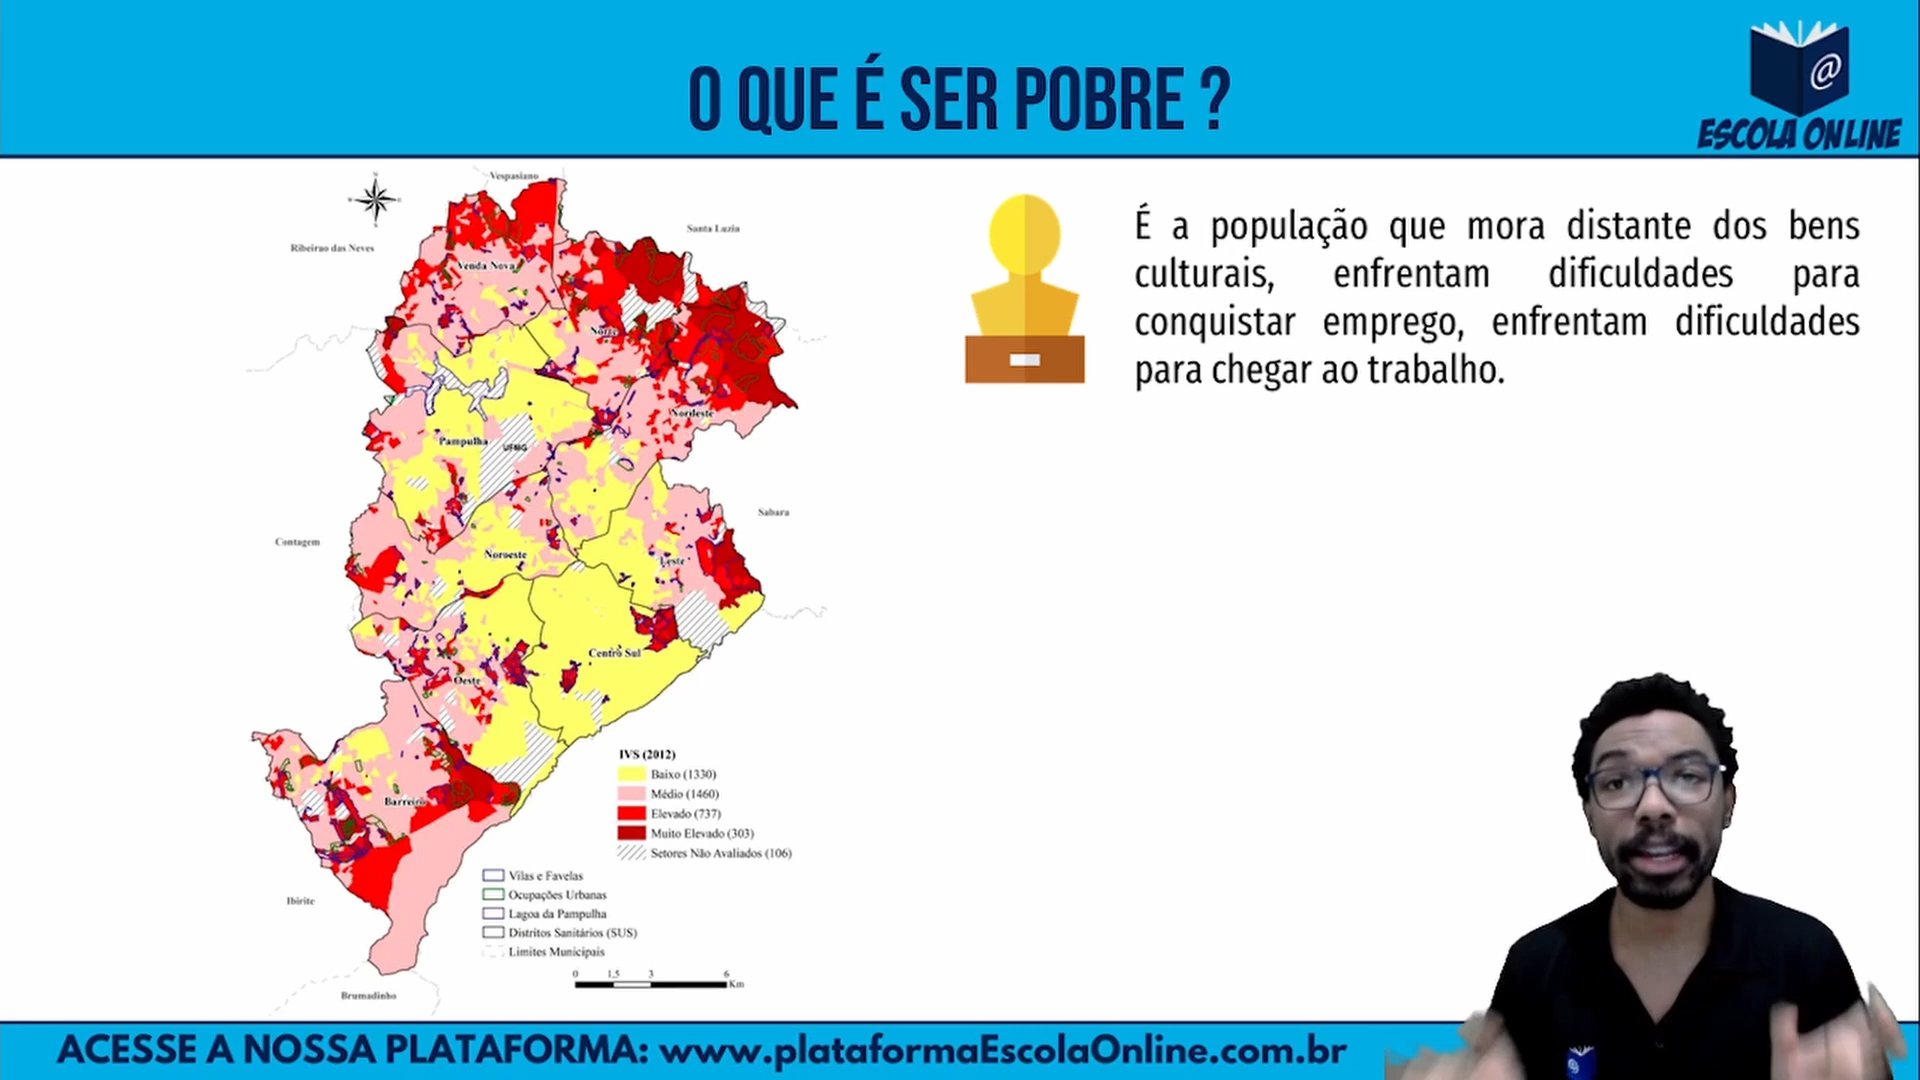 O QUE É SER POBRE ?
@
ESCOLA ONLINE
É a população que mora distante dos bens
culturais, enfrentam dificuldades para
conquistar emprego, enfrentam dificuldades
para chegar ao trabalho.
Vespasiano
Santa Luzia
Ribeirao das Neves
Venda Nova
Norte
Nordeste
Pampulha
UFMG
Sabara
Contagem
Noroeste
Leste
Centro Sul
Oeste
Barreiro
Ibirite
Brumadinho
IVS (2012)
Baixo (1330)
Médio (1460)
Elevado (737)
Muito Elevado (303)
Setores Não Avaliados (106)
Vilas e Favelas
Ocupações Urbanas
Lagoa da Pampulha
Distritos Sanitários (SUS)
Limites Municipais
0 1,5 3 6
Km
ACESSE A NOSSA PLATAFORMA: www.plataformaEscolaOnline.com.br